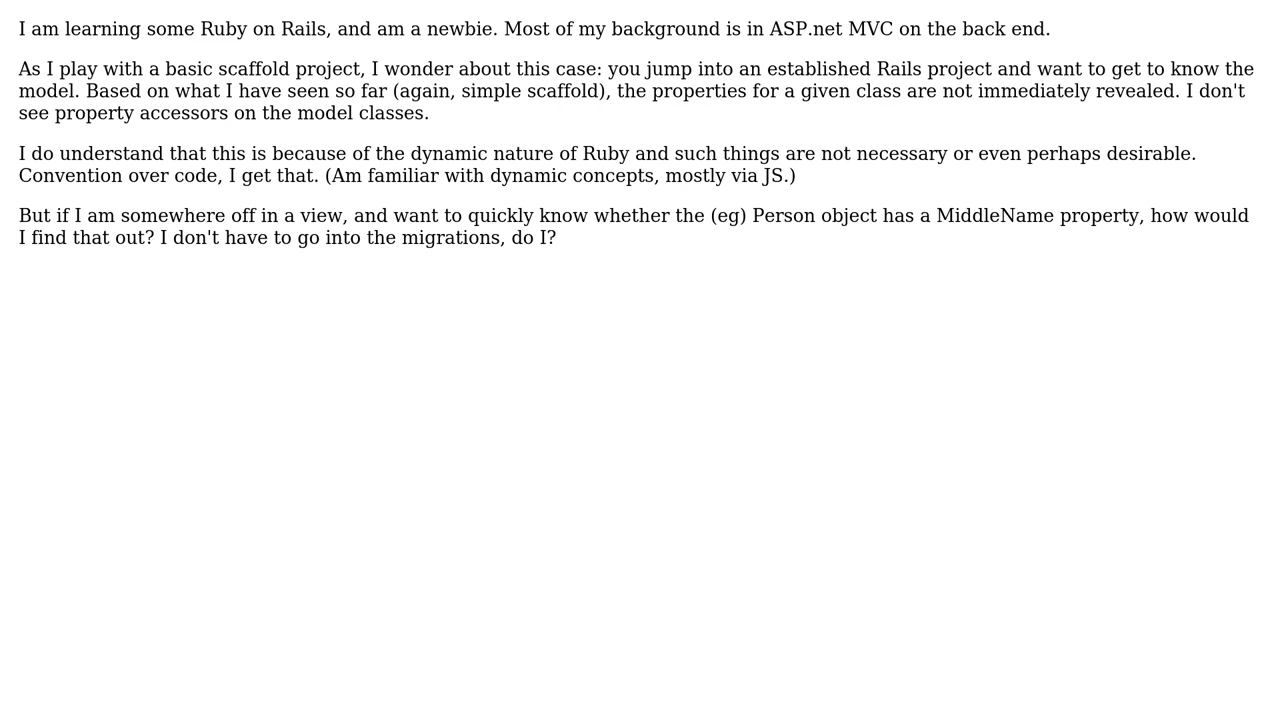 I am learning some Ruby on Rails, and am a newbie. Most of my background is in ASP.net MVC on the back end.
As I play with a basic scaffold project, I wonder about this case: you jump into an established Rails project and want to get to know the
model. Based on what I have seen so far (again, simple scaffold), the properties for a given class are not immediately revealed. I don't
see property accessors on the model classes.
I do understand that this is because of the dynamic nature of Ruby and such things are not necessary or even perhaps desirable.
Convention over code, I get that. (Am familiar with dynamic concepts, mostly via JS.)
But if I am somewhere off in a view, and want to quickly know whether the (eg) Person object has a MiddleName property, how would
I find that out? I don't have to go into the migrations, do I?